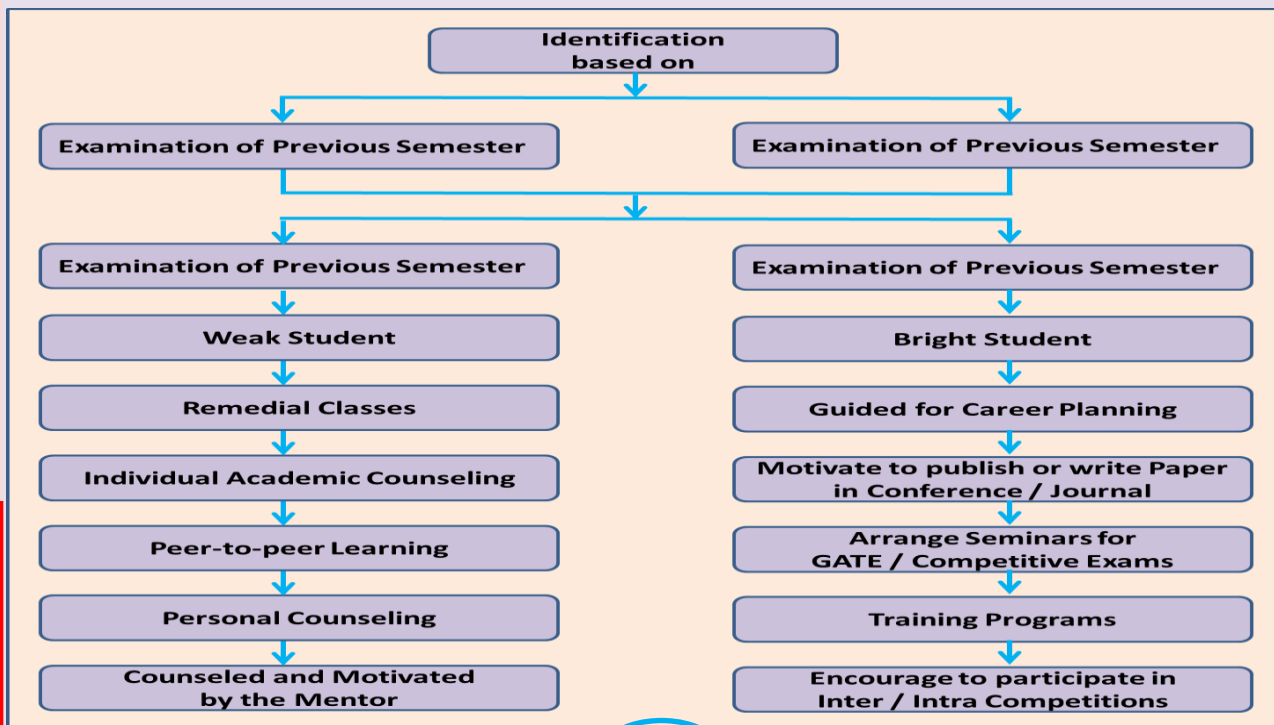 Identification
based on
Examination of Previous Semester
Examination of Previous Semester
Examination of Previous Semester
Examination of Previous Semester
Weak Student
Bright Student
Remedial Classes
Guided for Career Planning
Individual Academic Counseling
Motivate to publish or write Paper
in Conference / Journal
Peer-to-peer Learning
Arrange Seminars for
GATE / Competitive Exams
Personal Counseling
Training Programs
Counseled and Motivated
by the Mentor
Encourage to participate in
Inter / Intra Competitions